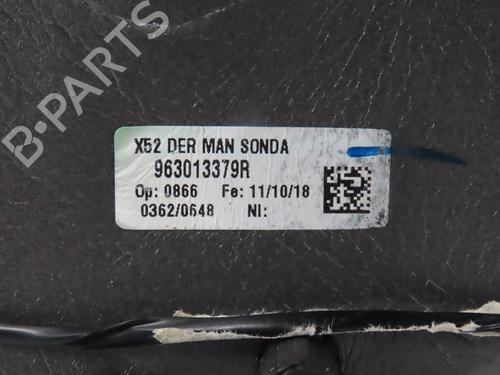 X52 DER MAN SONDA
963013379R
Op: 0866 Fe: 11/10/18
0362/0648 NI:
B-PARTS